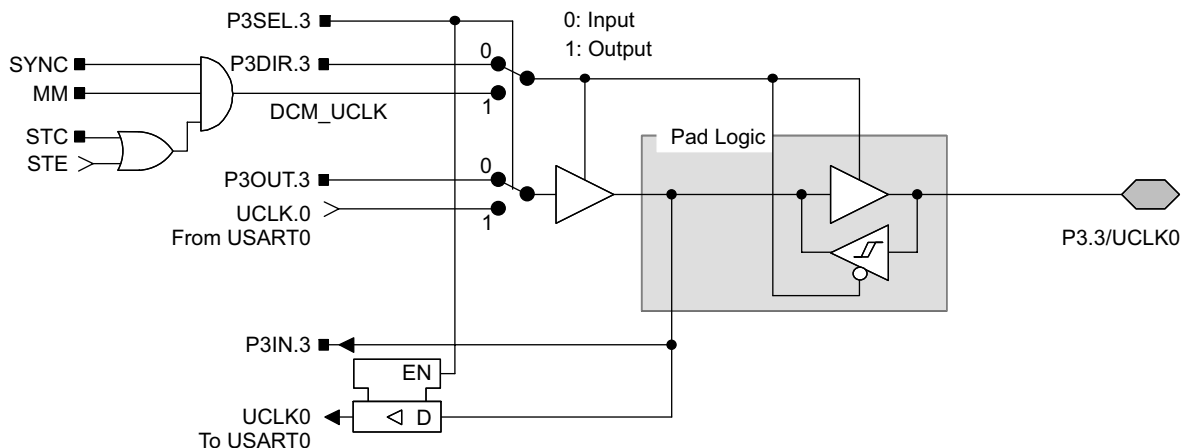 P3SEL.3
0: Input
1: Output
SYNC
P3DIR.3
0
MM
1
DCM_UCLK
STC
STE
Pad Logic
P3OUT.3
0
UCLK.0
1
From USART0
P3.3/UCLK0
P3IN.3
EN
UCLK0
D
To USART0